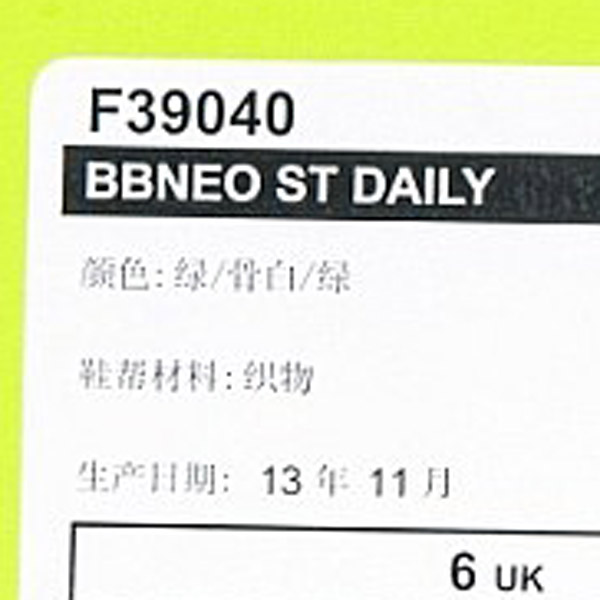 F39040
BBNEO ST DAILY
颜色: 绿/骨白/绿
鞋帮材料: 织物
生产日期: 13 年 11 月
6 UK